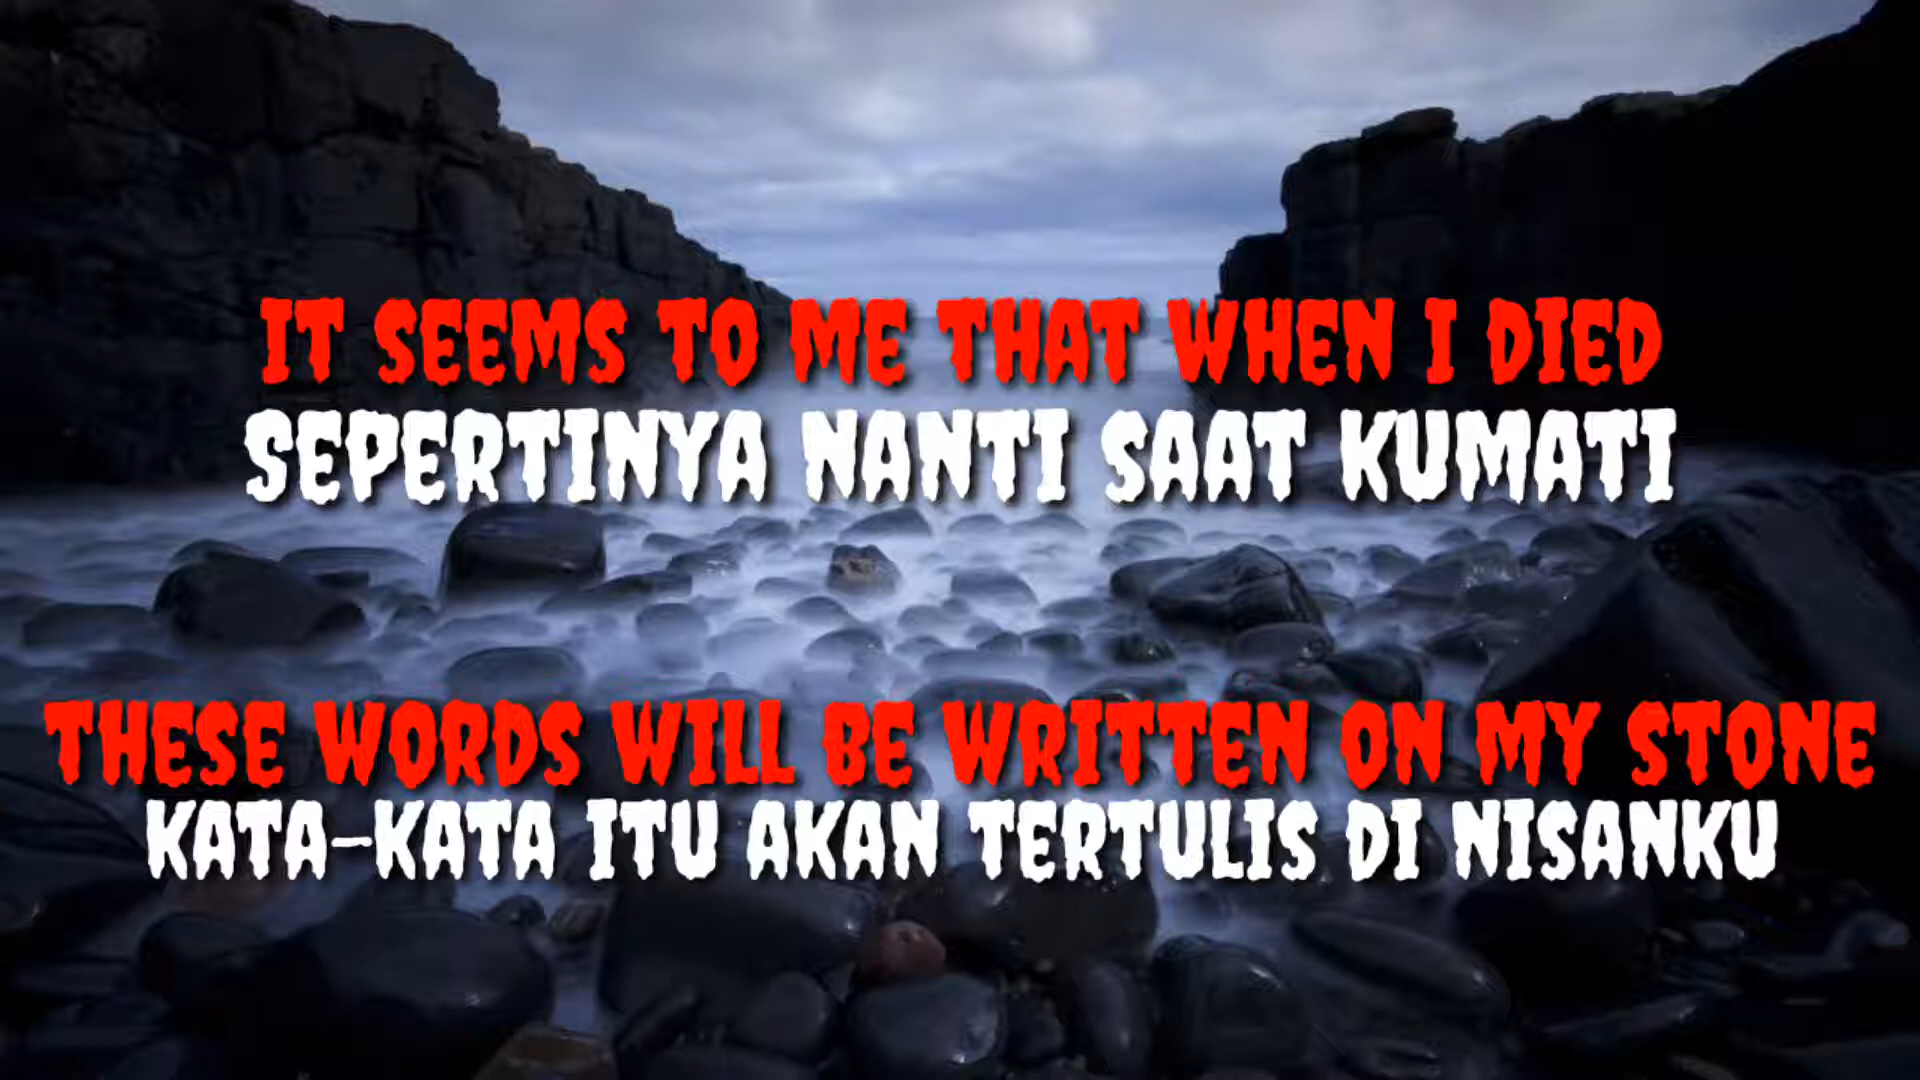 IT SEEMS TO ME THAT WHEN I DIED
SEPERTINYA NANTI SAAT KUMATI
THESE WORDS WILL BE WRITTEN ON MY STONE
KATA-KATA ITU AKAN TERTULIS DI NISANKU